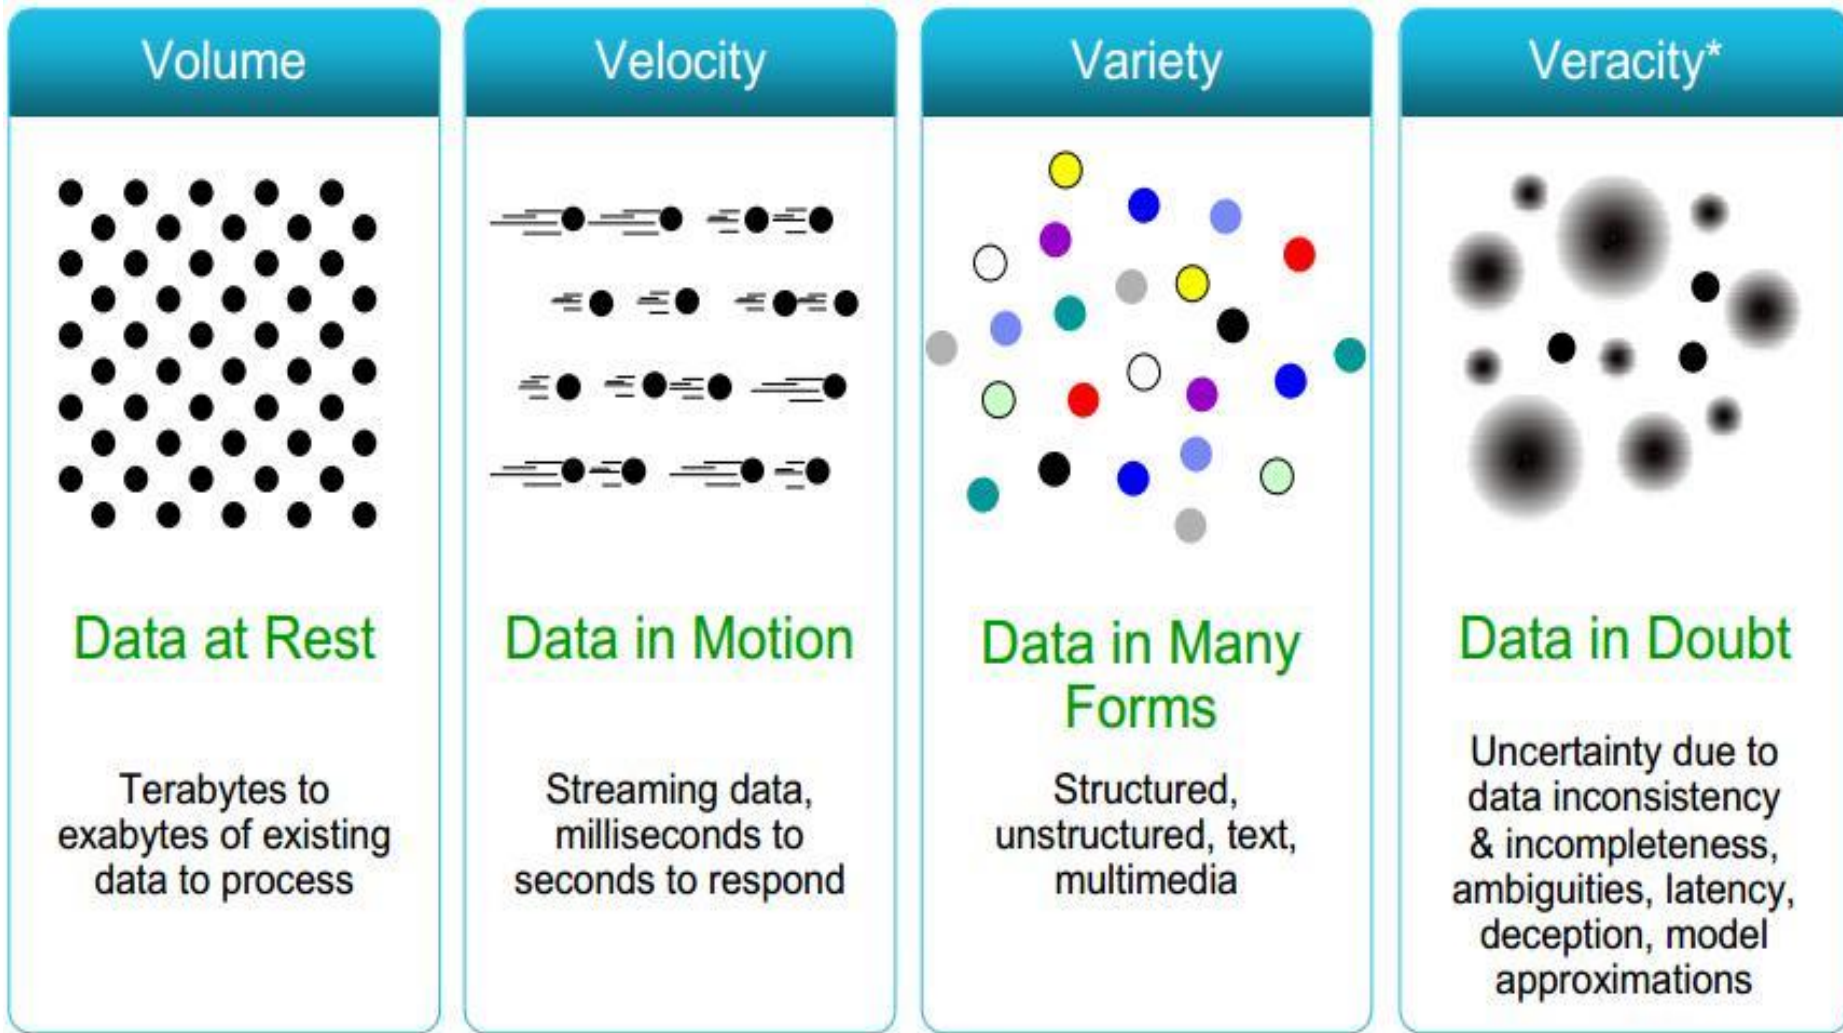 Volume
Data at Rest
Terabytes to
exabytes of existing
data to process
Velocity
Data in Motion
Streaming data,
milliseconds to
seconds to respond
Variety
Data in Many
Forms
Structured,
unstructured, text,
multimedia
Veracity*
Data in Doubt
Uncertainty due to
data inconsistency
& incompleteness,
ambiguities, latency,
deception, model
approximations